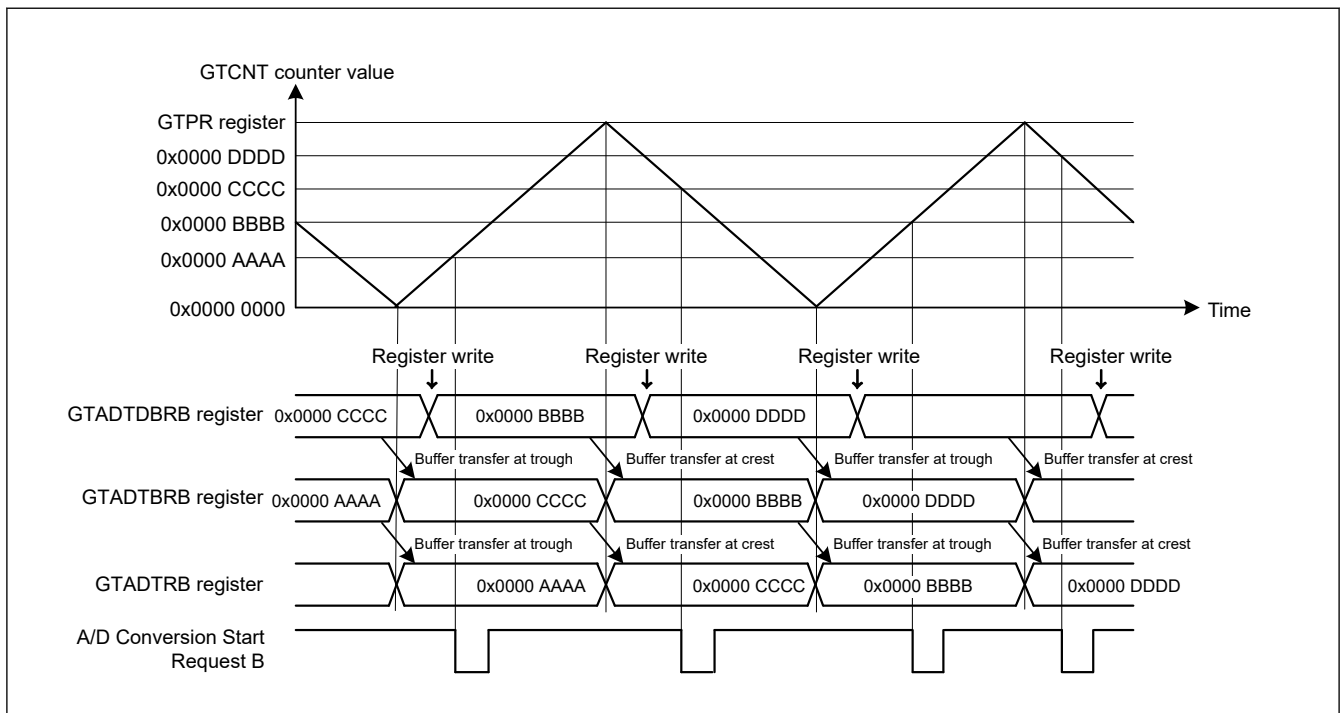 GTCNT counter value
GTPR register
0x0000 DDDD
0x0000 CCCC
0x0000 BBBB
0x0000 AAAA
0x0000 0000
Time
Register write Register write Register write Register write
GTADTDBRB register 0x0000 CCCC 0x0000 BBBB 0x0000 DDDD
Buffer transfer at trough Buffer transfer at crest Buffer transfer at trough Buffer transfer at crest
GTADTBRB register 0x0000 AAAA 0x0000 CCCC 0x0000 BBBB 0x0000 DDDD
Buffer transfer at trough Buffer transfer at crest Buffer transfer at trough Buffer transfer at crest
GTADTRB register 0x0000 AAAA 0x0000 CCCC 0x0000 BBBB 0x0000 DDDD
A/D Conversion Start
Request B